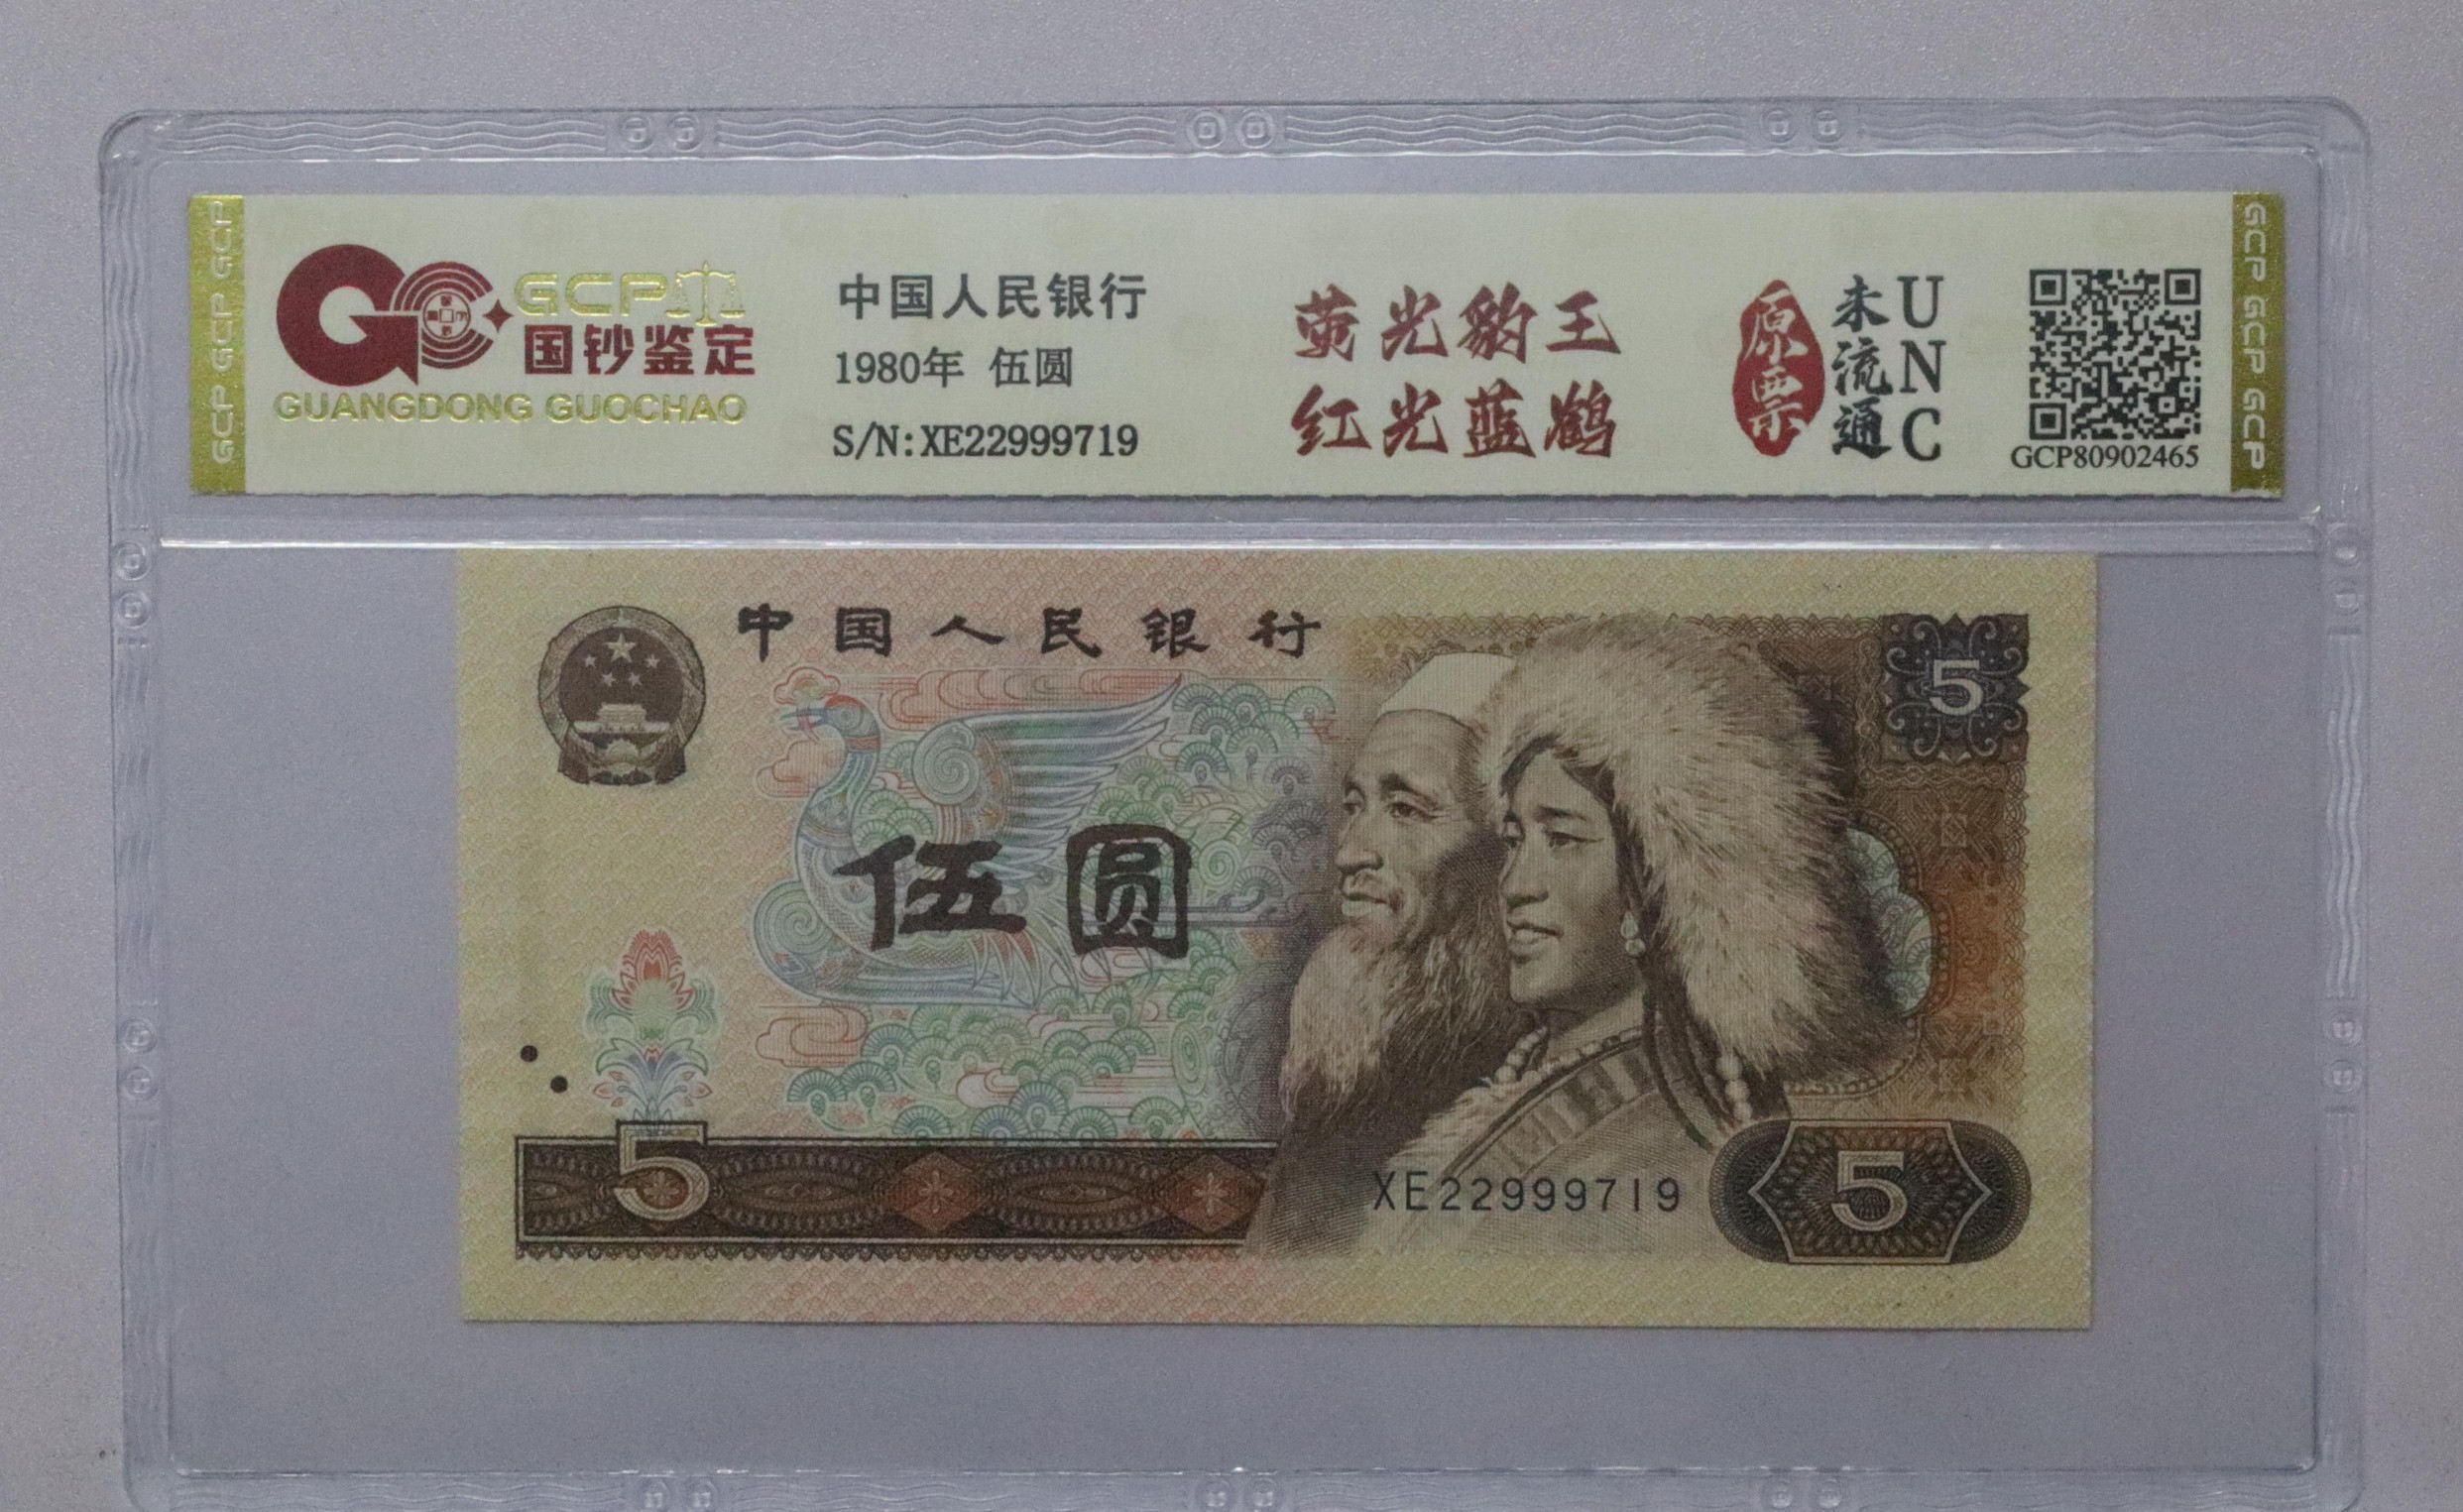 GCP GCP GCP
GCP
国钞鉴定
GUANGDONG GUOCHAO
中国人民银行
1980年 伍圆
S/N:XE22999719
荧光豹王
红光蓝鹤
原票
未流通
UNC
GCP80902465
GCP GCP GCP
中国人民银行
5
伍圆
5
XE22999719
5